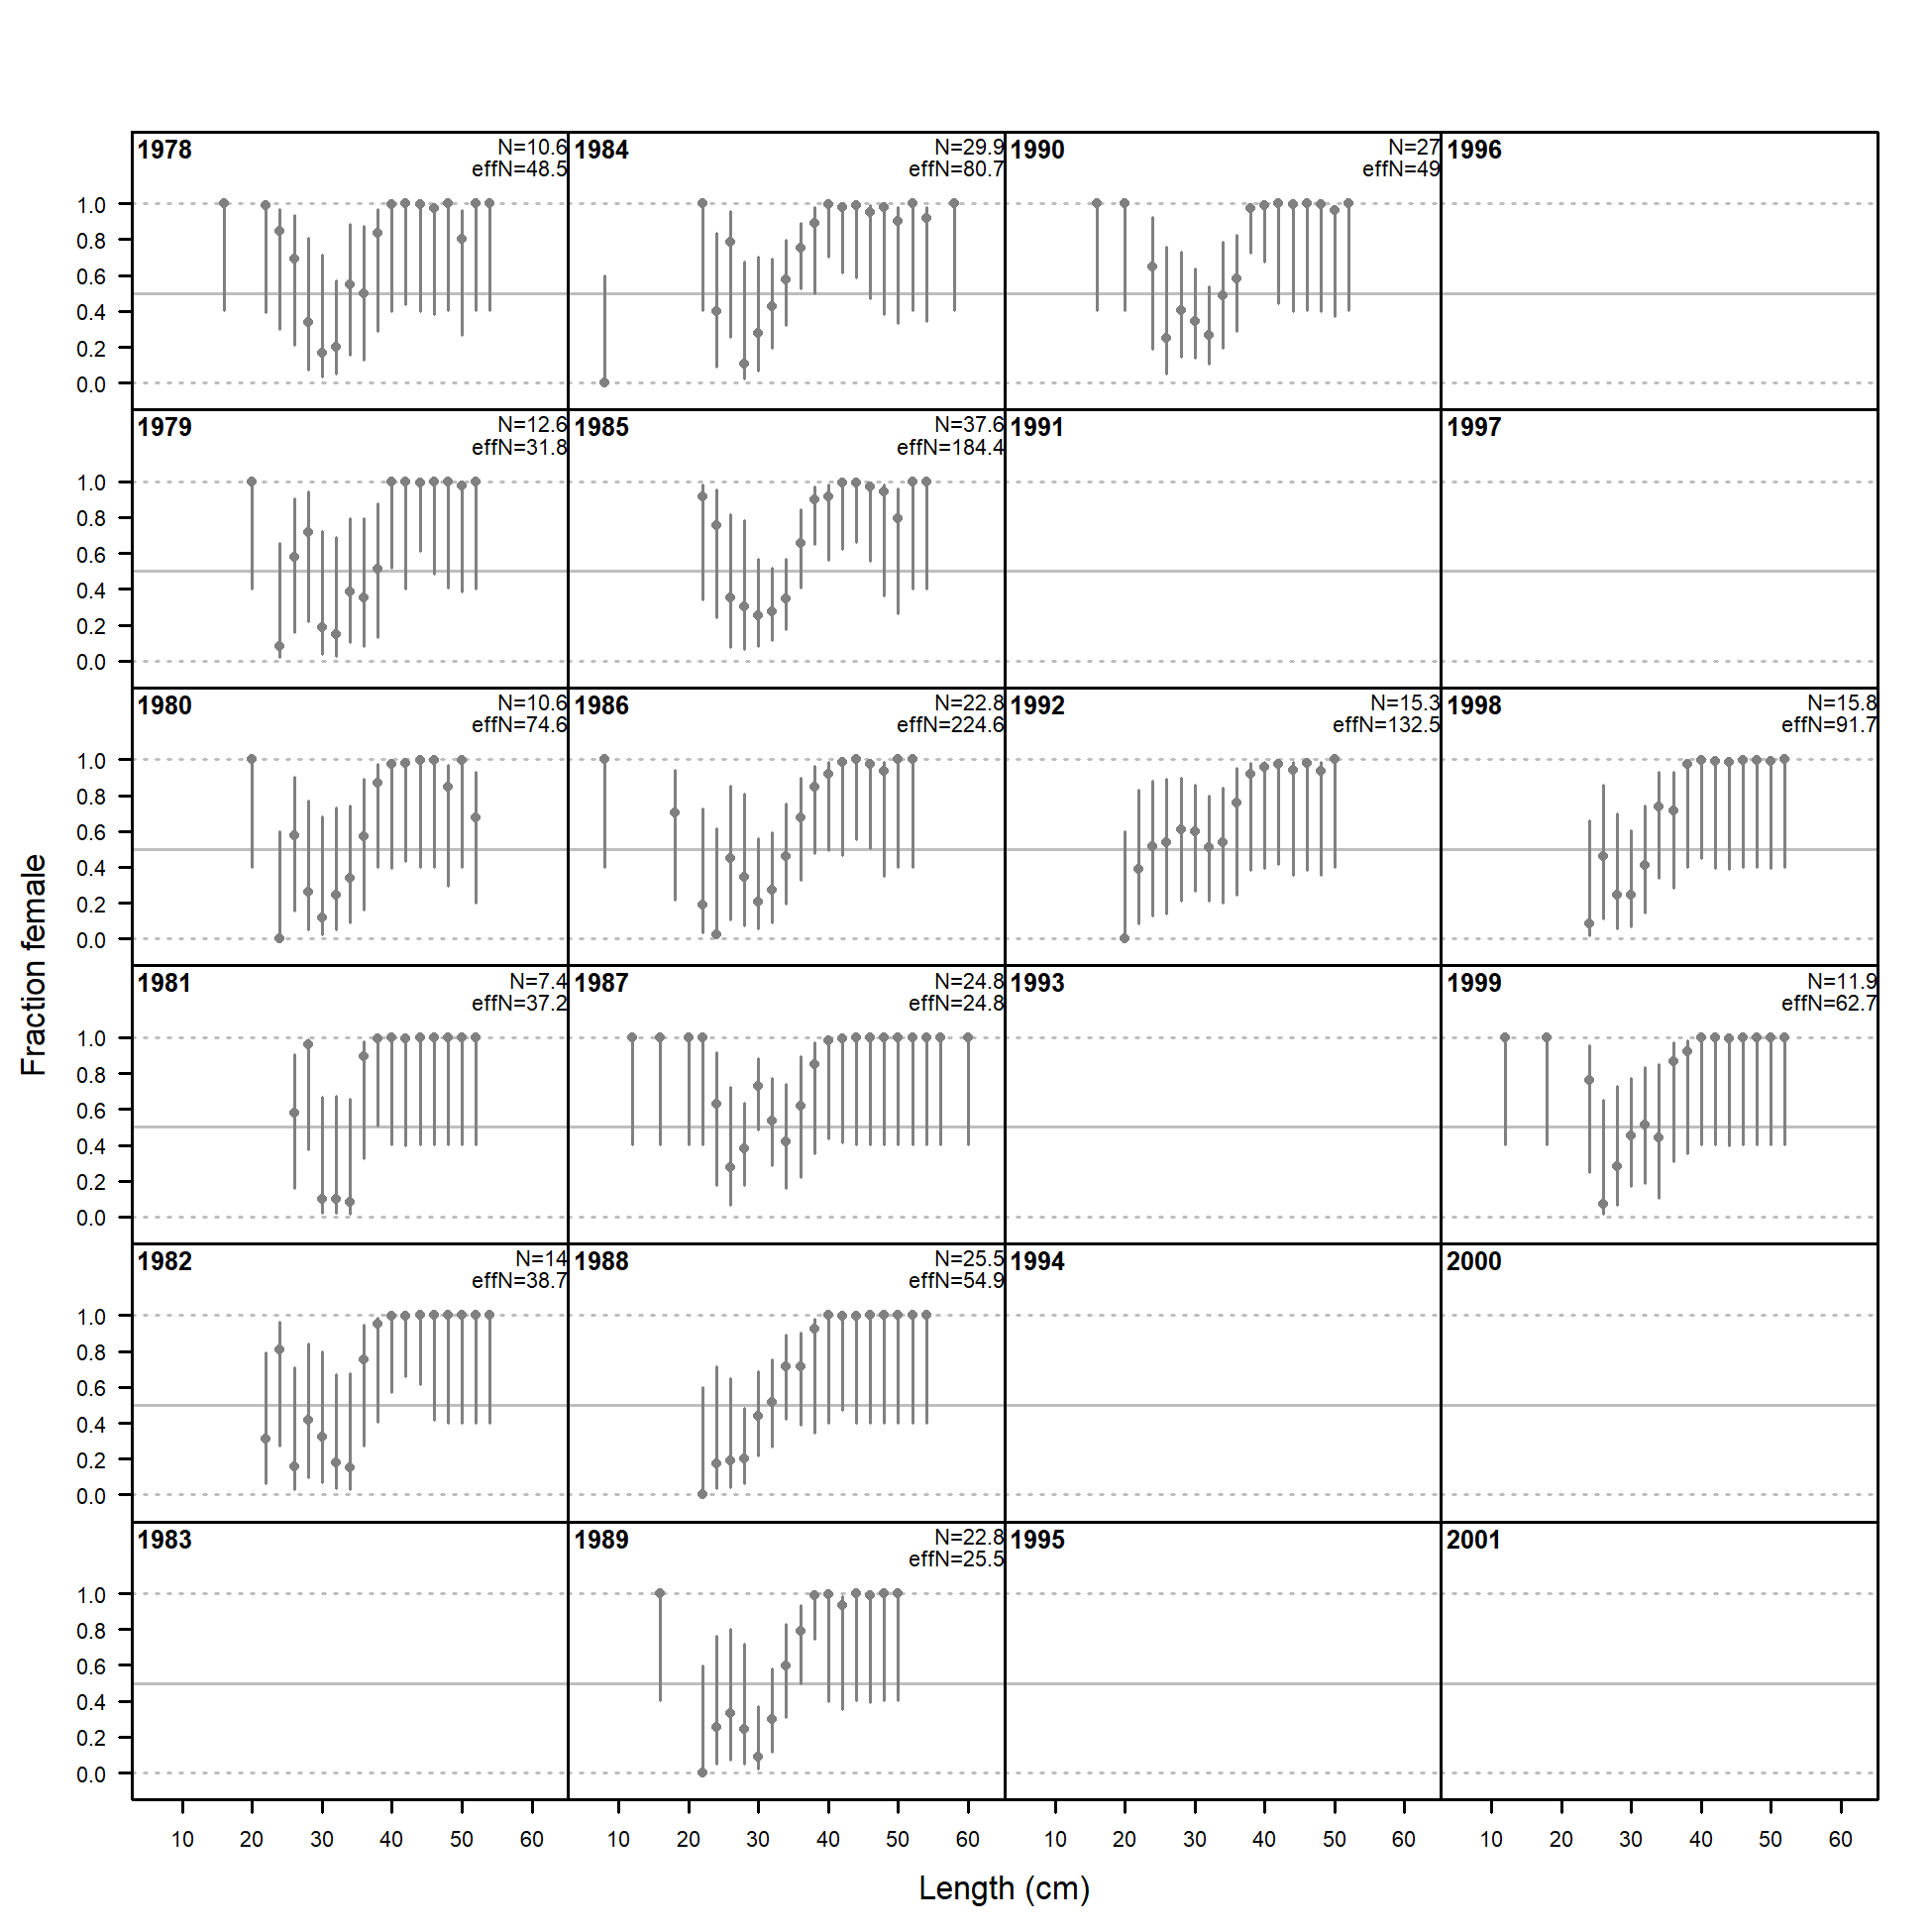 1978
N=10.6
effN=48.5
1984
N=29.9
effN=80.7
1990
N=27
effN=49
1996
1.0
0.8
0.6
0.4
0.2
0.0
1979
N=12.6
effN=31.8
1985
N=37.6
effN=184.4
1991
1997
1.0
0.8
0.6
0.4
0.2
0.0
1980
N=10.6
effN=74.6
1986
N=22.8
effN=224.6
1992
N=15.3
effN=132.5
1998
N=15.8
effN=91.7
1.0
0.8
0.6
0.4
0.2
0.0
Fraction female
1981
N=7.4
effN=37.2
1987
N=24.8
effN=24.8
1993
1999
N=11.9
effN=62.7
1.0
0.8
0.6
0.4
0.2
0.0
1982
N=14
effN=38.7
1988
N=25.5
effN=54.9
1994
2000
1.0
0.8
0.6
0.4
0.2
0.0
1983
1989
N=22.8
effN=25.5
1995
2001
1.0
0.8
0.6
0.4
0.2
0.0
10 20 30 40 50 60 10 20 30 40 50 60 10 20 30 40 50 60 10 20 30 40 50 60
Length (cm)